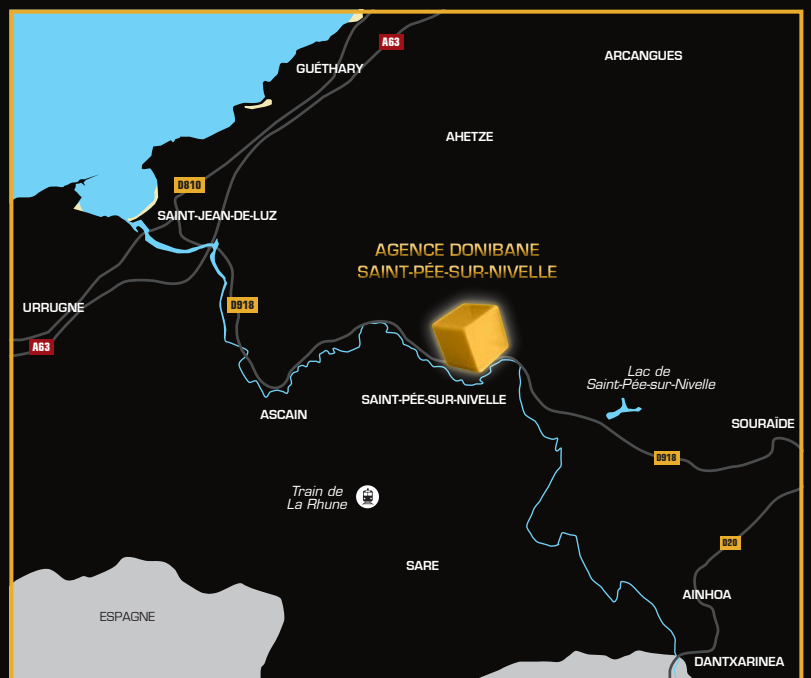 A63
ARCANGUES
GUÉTHARY
AHETZE
D810
SAINT-JEAN-DE-LUZ
AGENCE DONIBANE
SAINT-PÉE-SUR-NIVELLE
URRUGNE
D918
A63
Lac de
Saint-Pée-sur-Nivelle
SAINT-PÉE-SUR-NIVELLE
ASCAIN
SOURAÏDE
D918
Train de
La Rhune
D20
SARE
AINHOA
ESPAGNE
DANTXARINEA